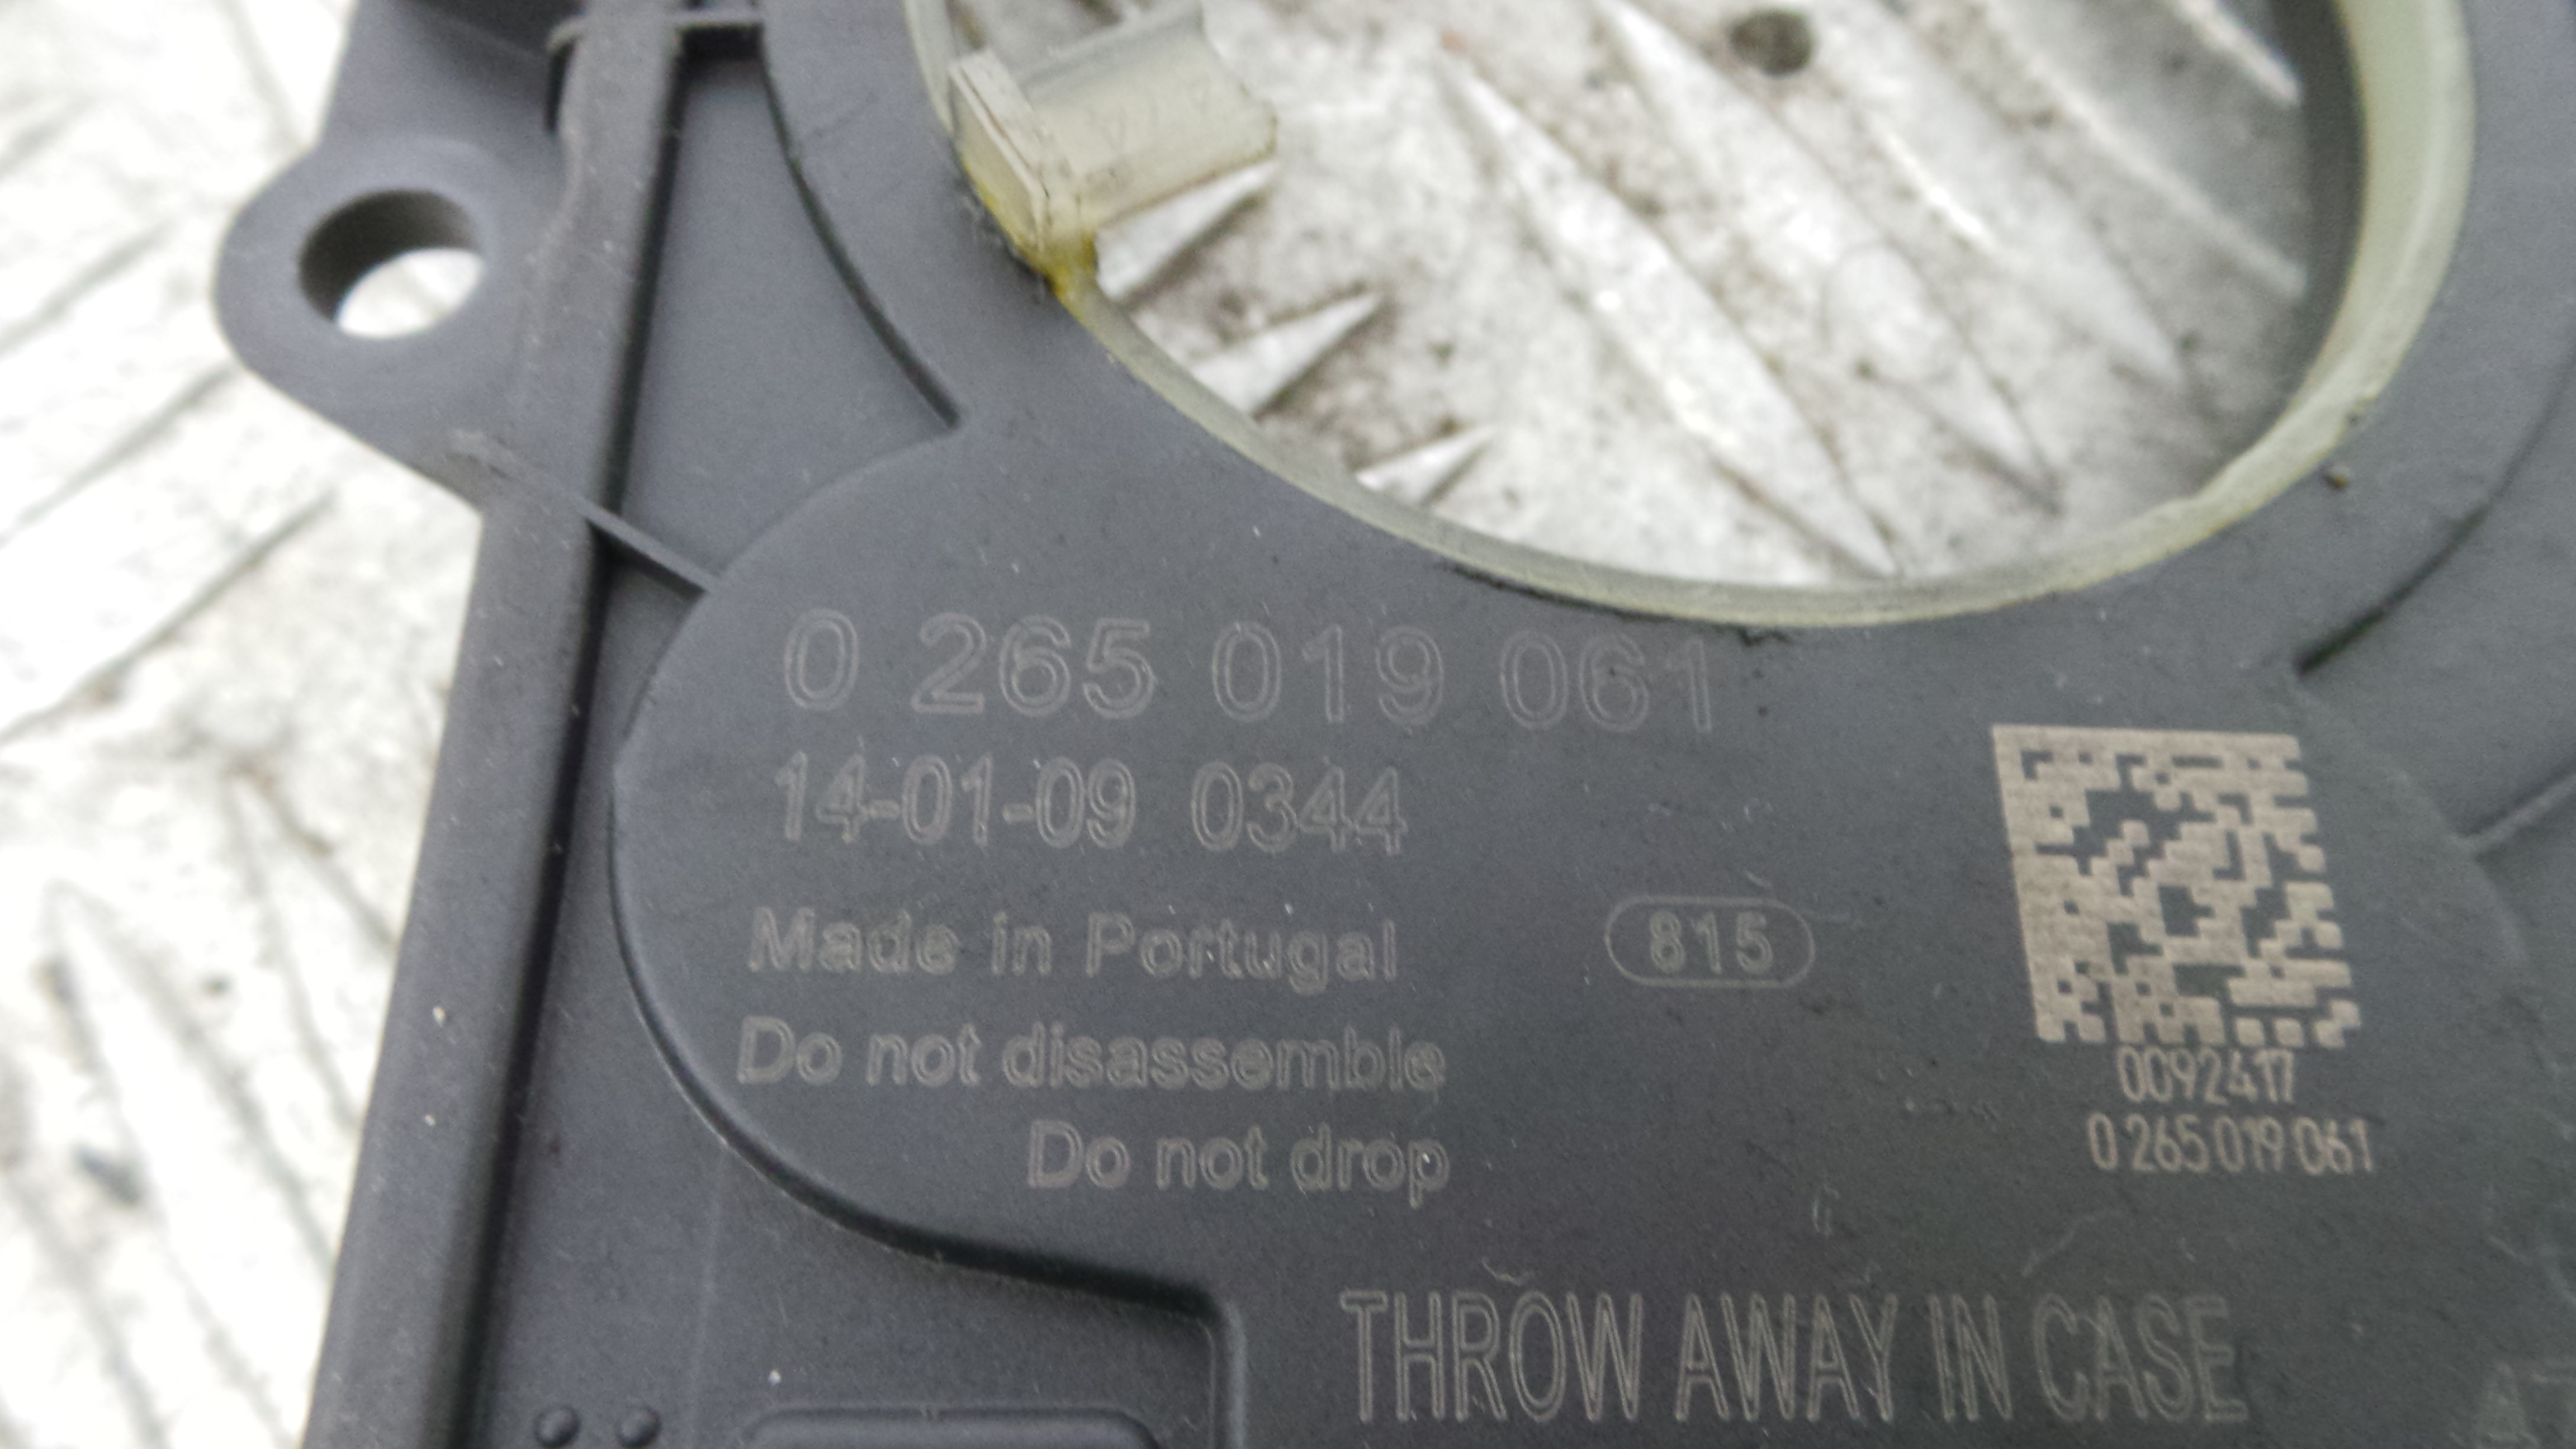 0 265 019 061
14-01-09 0344
Made in Portugal
815
Do not disassemble
Do not drop
0092417
0 265 019 061
THROW AWAY IN CASE